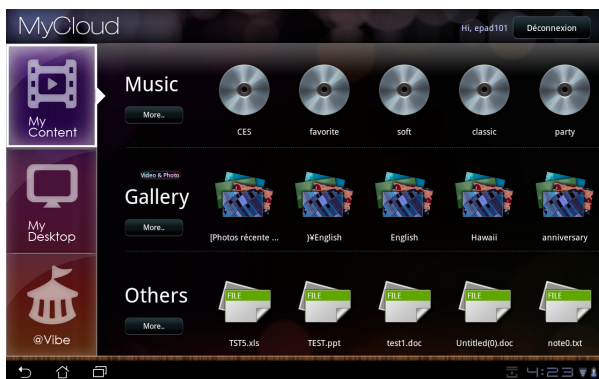 MyCloud
Hi, epad101
Déconnexion
My
Content
My
Desktop
@Vibe
Music
More..
CES
favorite
soft
classic
party
Video & Photo
Gallery
More..
[Photos récente ...
)¥English
English
Hawaii
anniversary
Others
More..
FILE
FILE
FILE
FILE
FILE
TST5.xls
TEST.ppt
test1.doc
Untitled(0).doc
note0.txt
4:23